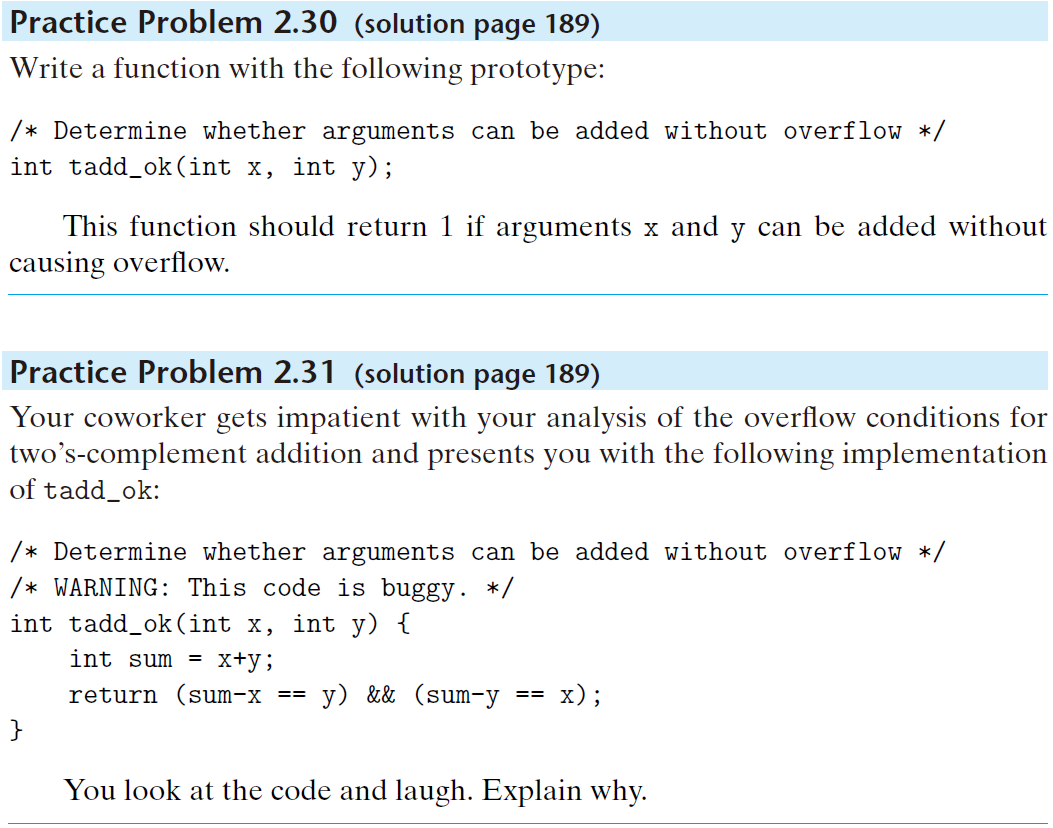 Practice Problem 2.30 (solution page 189)
Write a function with the following prototype:
/* Determine whether arguments can be added without overflow */
int tadd_ok(int x, int y);
This function should return 1 if arguments x and y can be added without
causing overflow.
Practice Problem 2.31 (solution page 189)
Your coworker gets impatient with your analysis of the overflow conditions for
two’s-complement addition and presents you with the following implementation
of tadd_ok:
/* Determine whether arguments can be added without overflow */
/* WARNING: This code is buggy. */
int tadd_ok(int x, int y) {
    int sum = x+y;
    return (sum-x == y) && (sum-y == x);
}
You look at the code and laugh. Explain why.